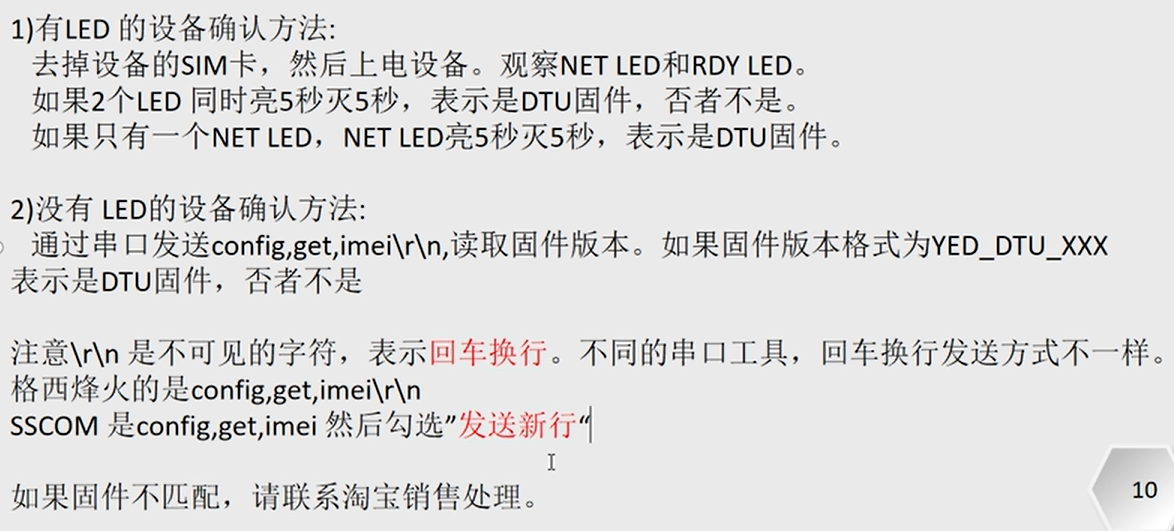 1)有LED 的设备确认方法:
去掉设备的SIM卡，然后上电设备。观察NET LED和RDY LED。
如果2个LED 同时亮5秒灭5秒，表示是DTU固件，否者不是。
如果只有一个NET LED，NET LED亮5秒灭5秒，表示是DTU固件。
2)没有 LED的设备确认方法:
通过串口发送config,get,imei\r\n,读取固件版本。如果固件版本格式为YED_DTU_XXX
表示是DTU固件，否者不是
注意\r\n 是不可见的字符，表示回车换行。不同的串口工具，回车换行发送方式不一样。
格西烽火的是config,get,imei\r\n
SSCOM 是config,get,imei 然后勾选”发送新行“
如果固件不匹配，请联系淘宝销售处理。
10